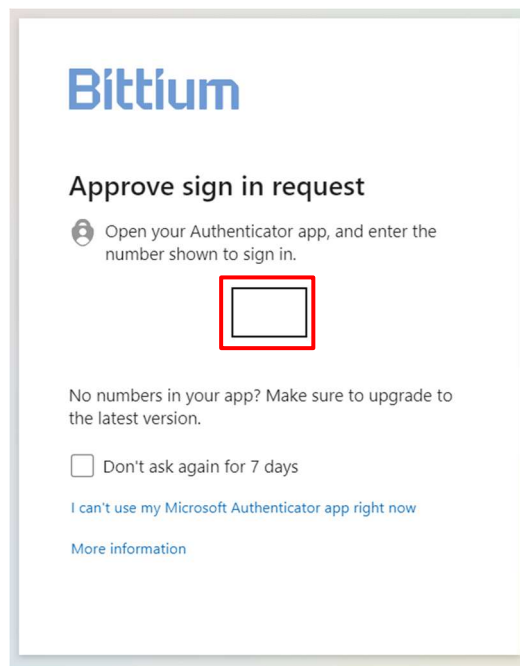 Bittium
Approve sign in request
Open your Authenticator app, and enter the
number shown to sign in.
No numbers in your app? Make sure to upgrade to
the latest version.
Don't ask again for 7 days
I can't use my Microsoft Authenticator app right now
More information